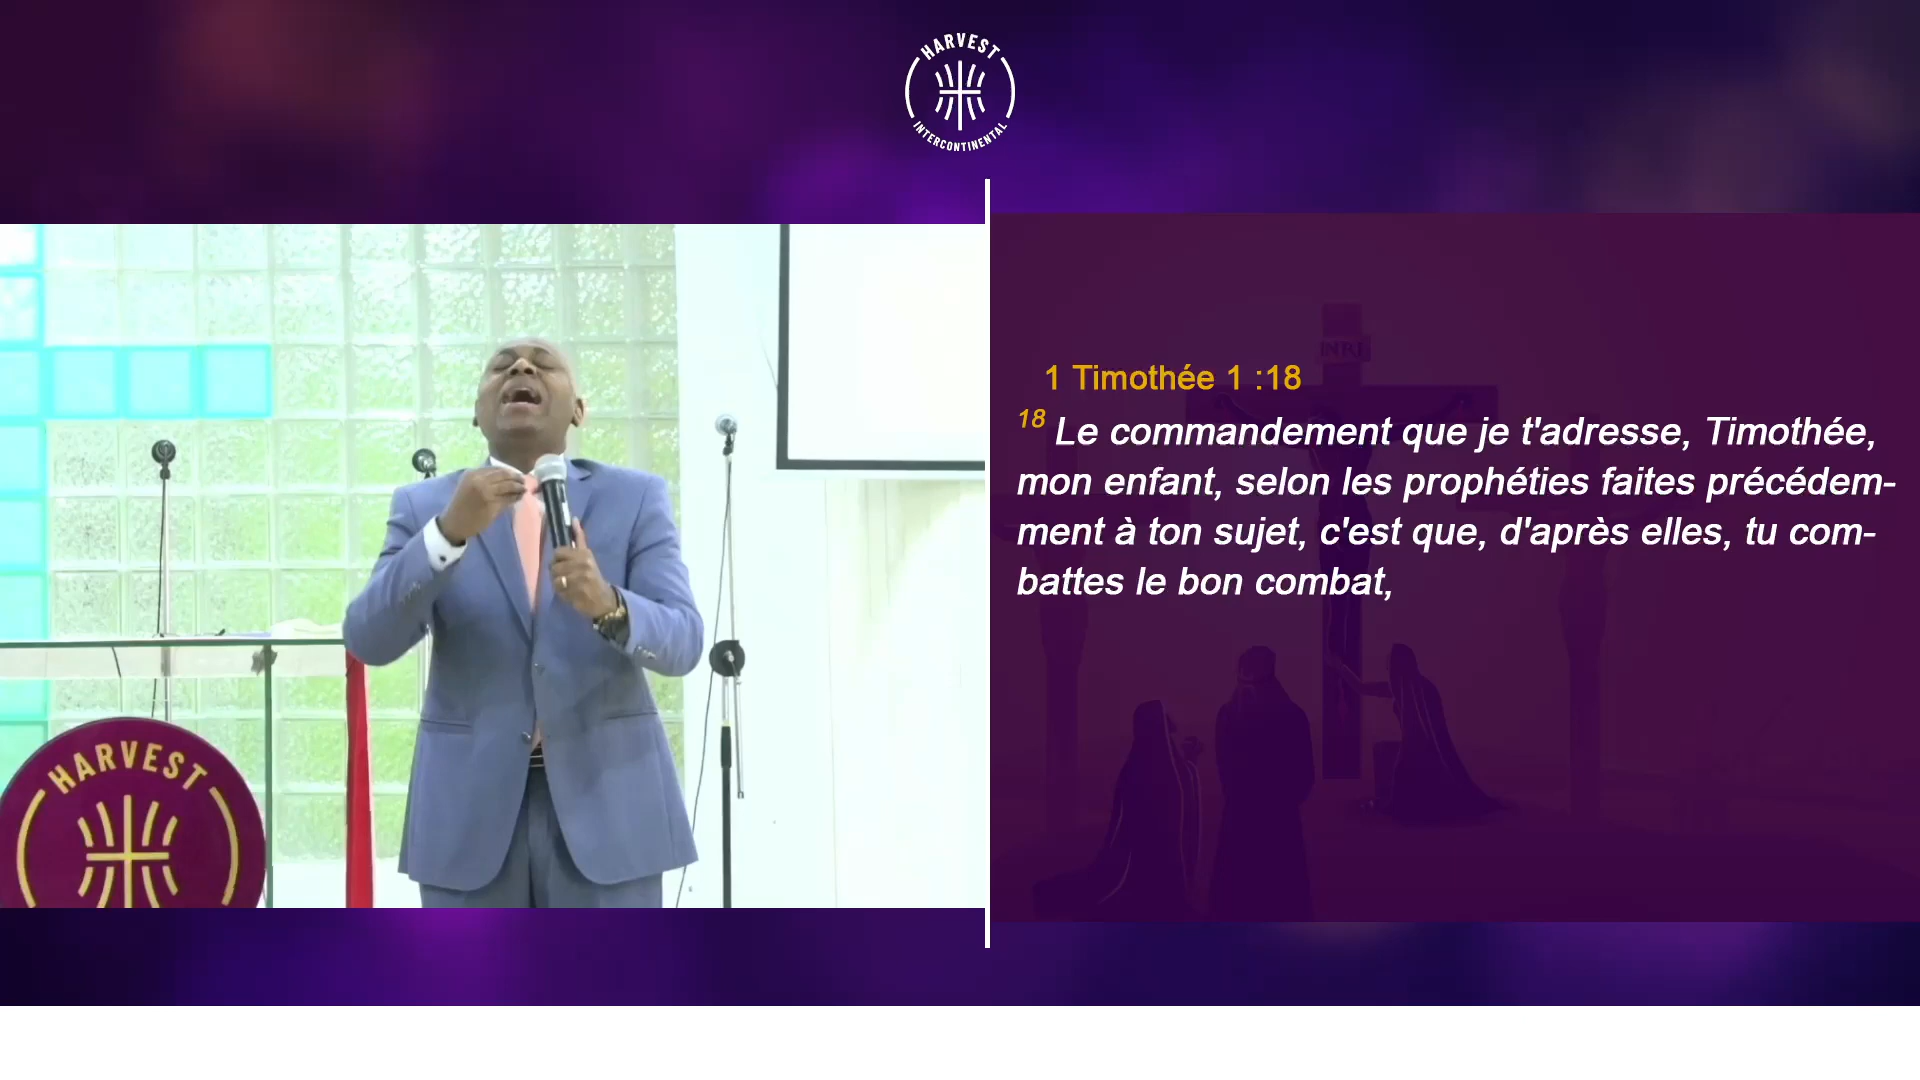 HARVEST
INTERCONTINENTAL
1 Timothée 1 :18
18 Le commandement que je t'adresse, Timothée,
mon enfant, selon les prophéties faites précédem-
ment à ton sujet, c'est que, d'après elles, tu com-
battes le bon combat,
INRI
HARVEST